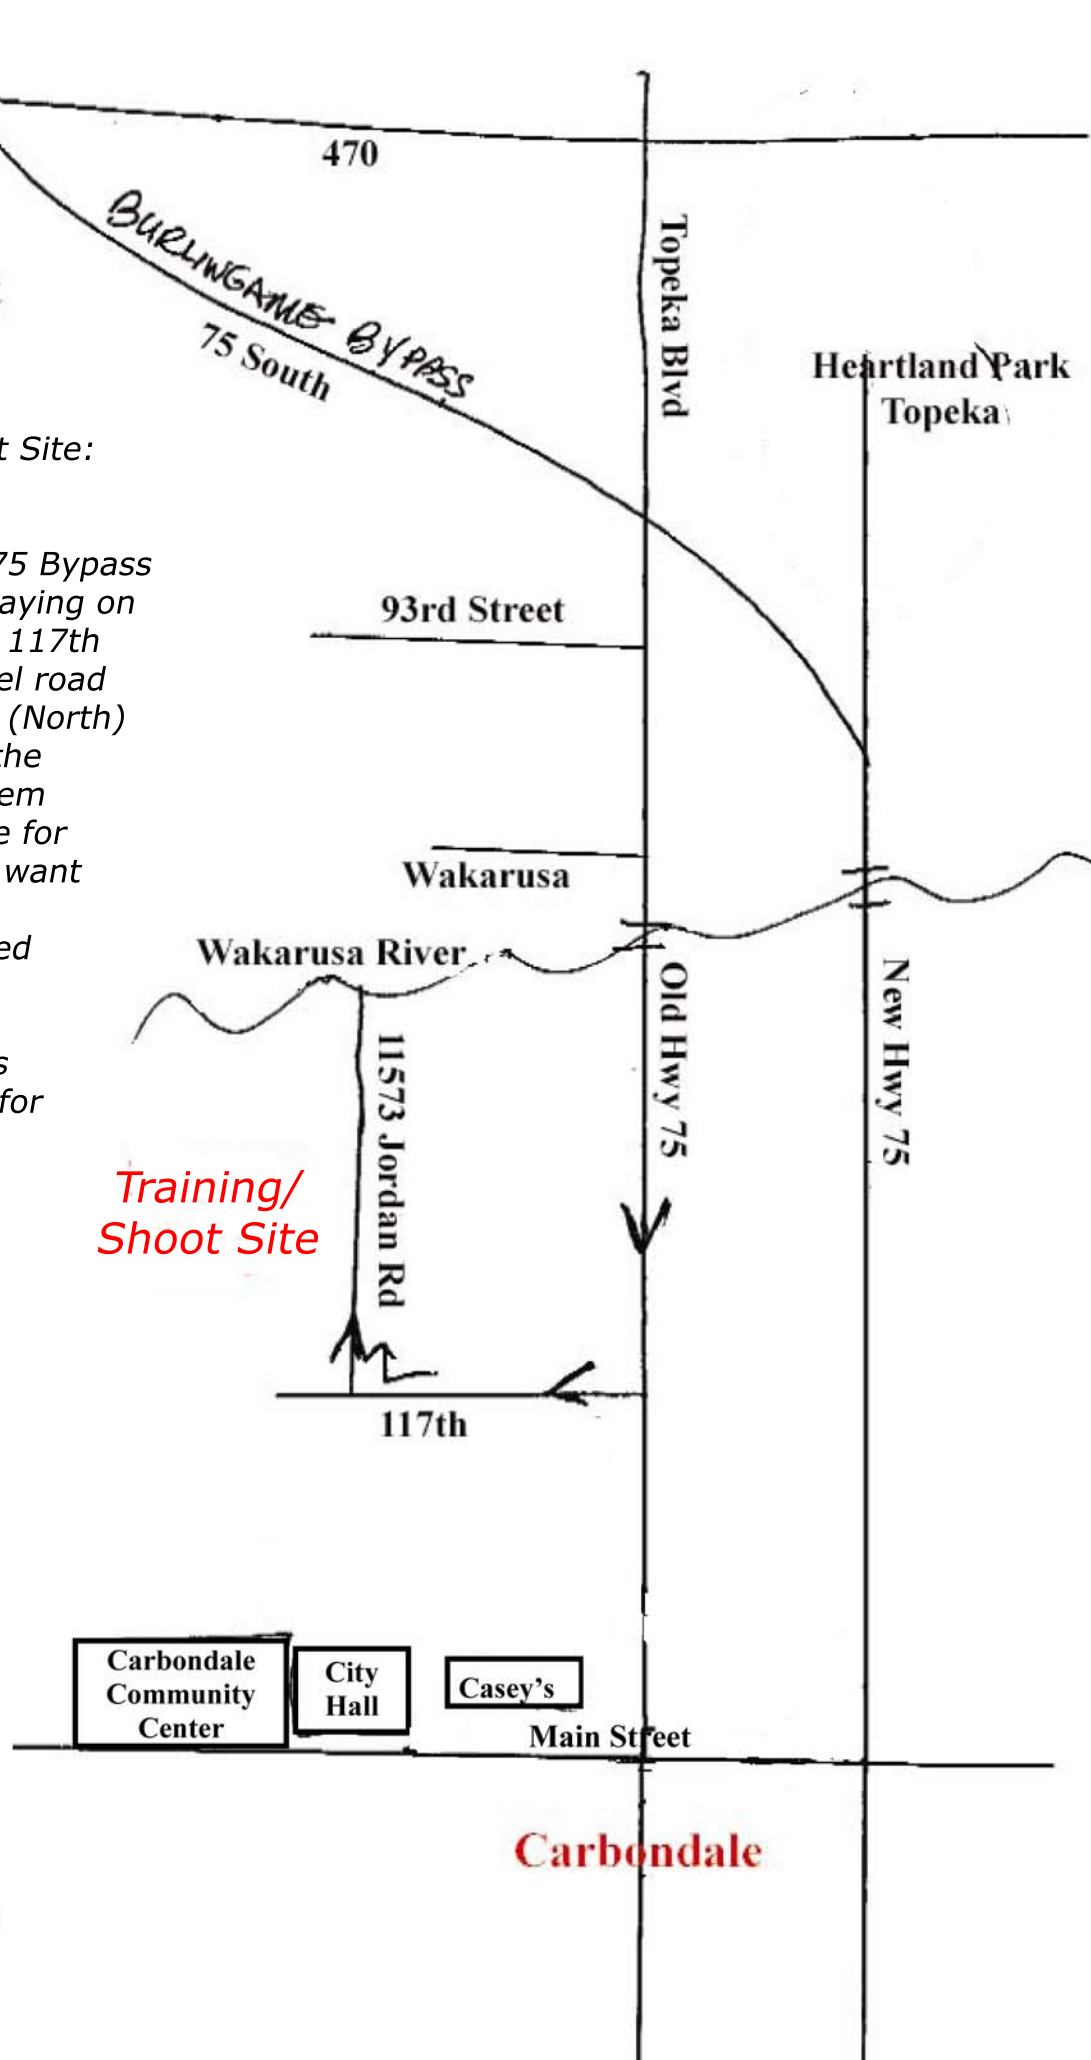 470
BURLINGAME BYPASS
75 South
Topeka Blvd
Heartland Park
Topeka
t Site:
75 Bypass
aying on
117th
el road
(North)
the
em
e for
want
ed
s
for
93rd Street
Wakarusa
Wakarusa River
Old Hwy 75
New Hwy 75
11573 Jordan Rd
Training/
Shoot Site
117th
Carbondale
Community
Center
City
Hall
Casey's
Main Street
Carbondale